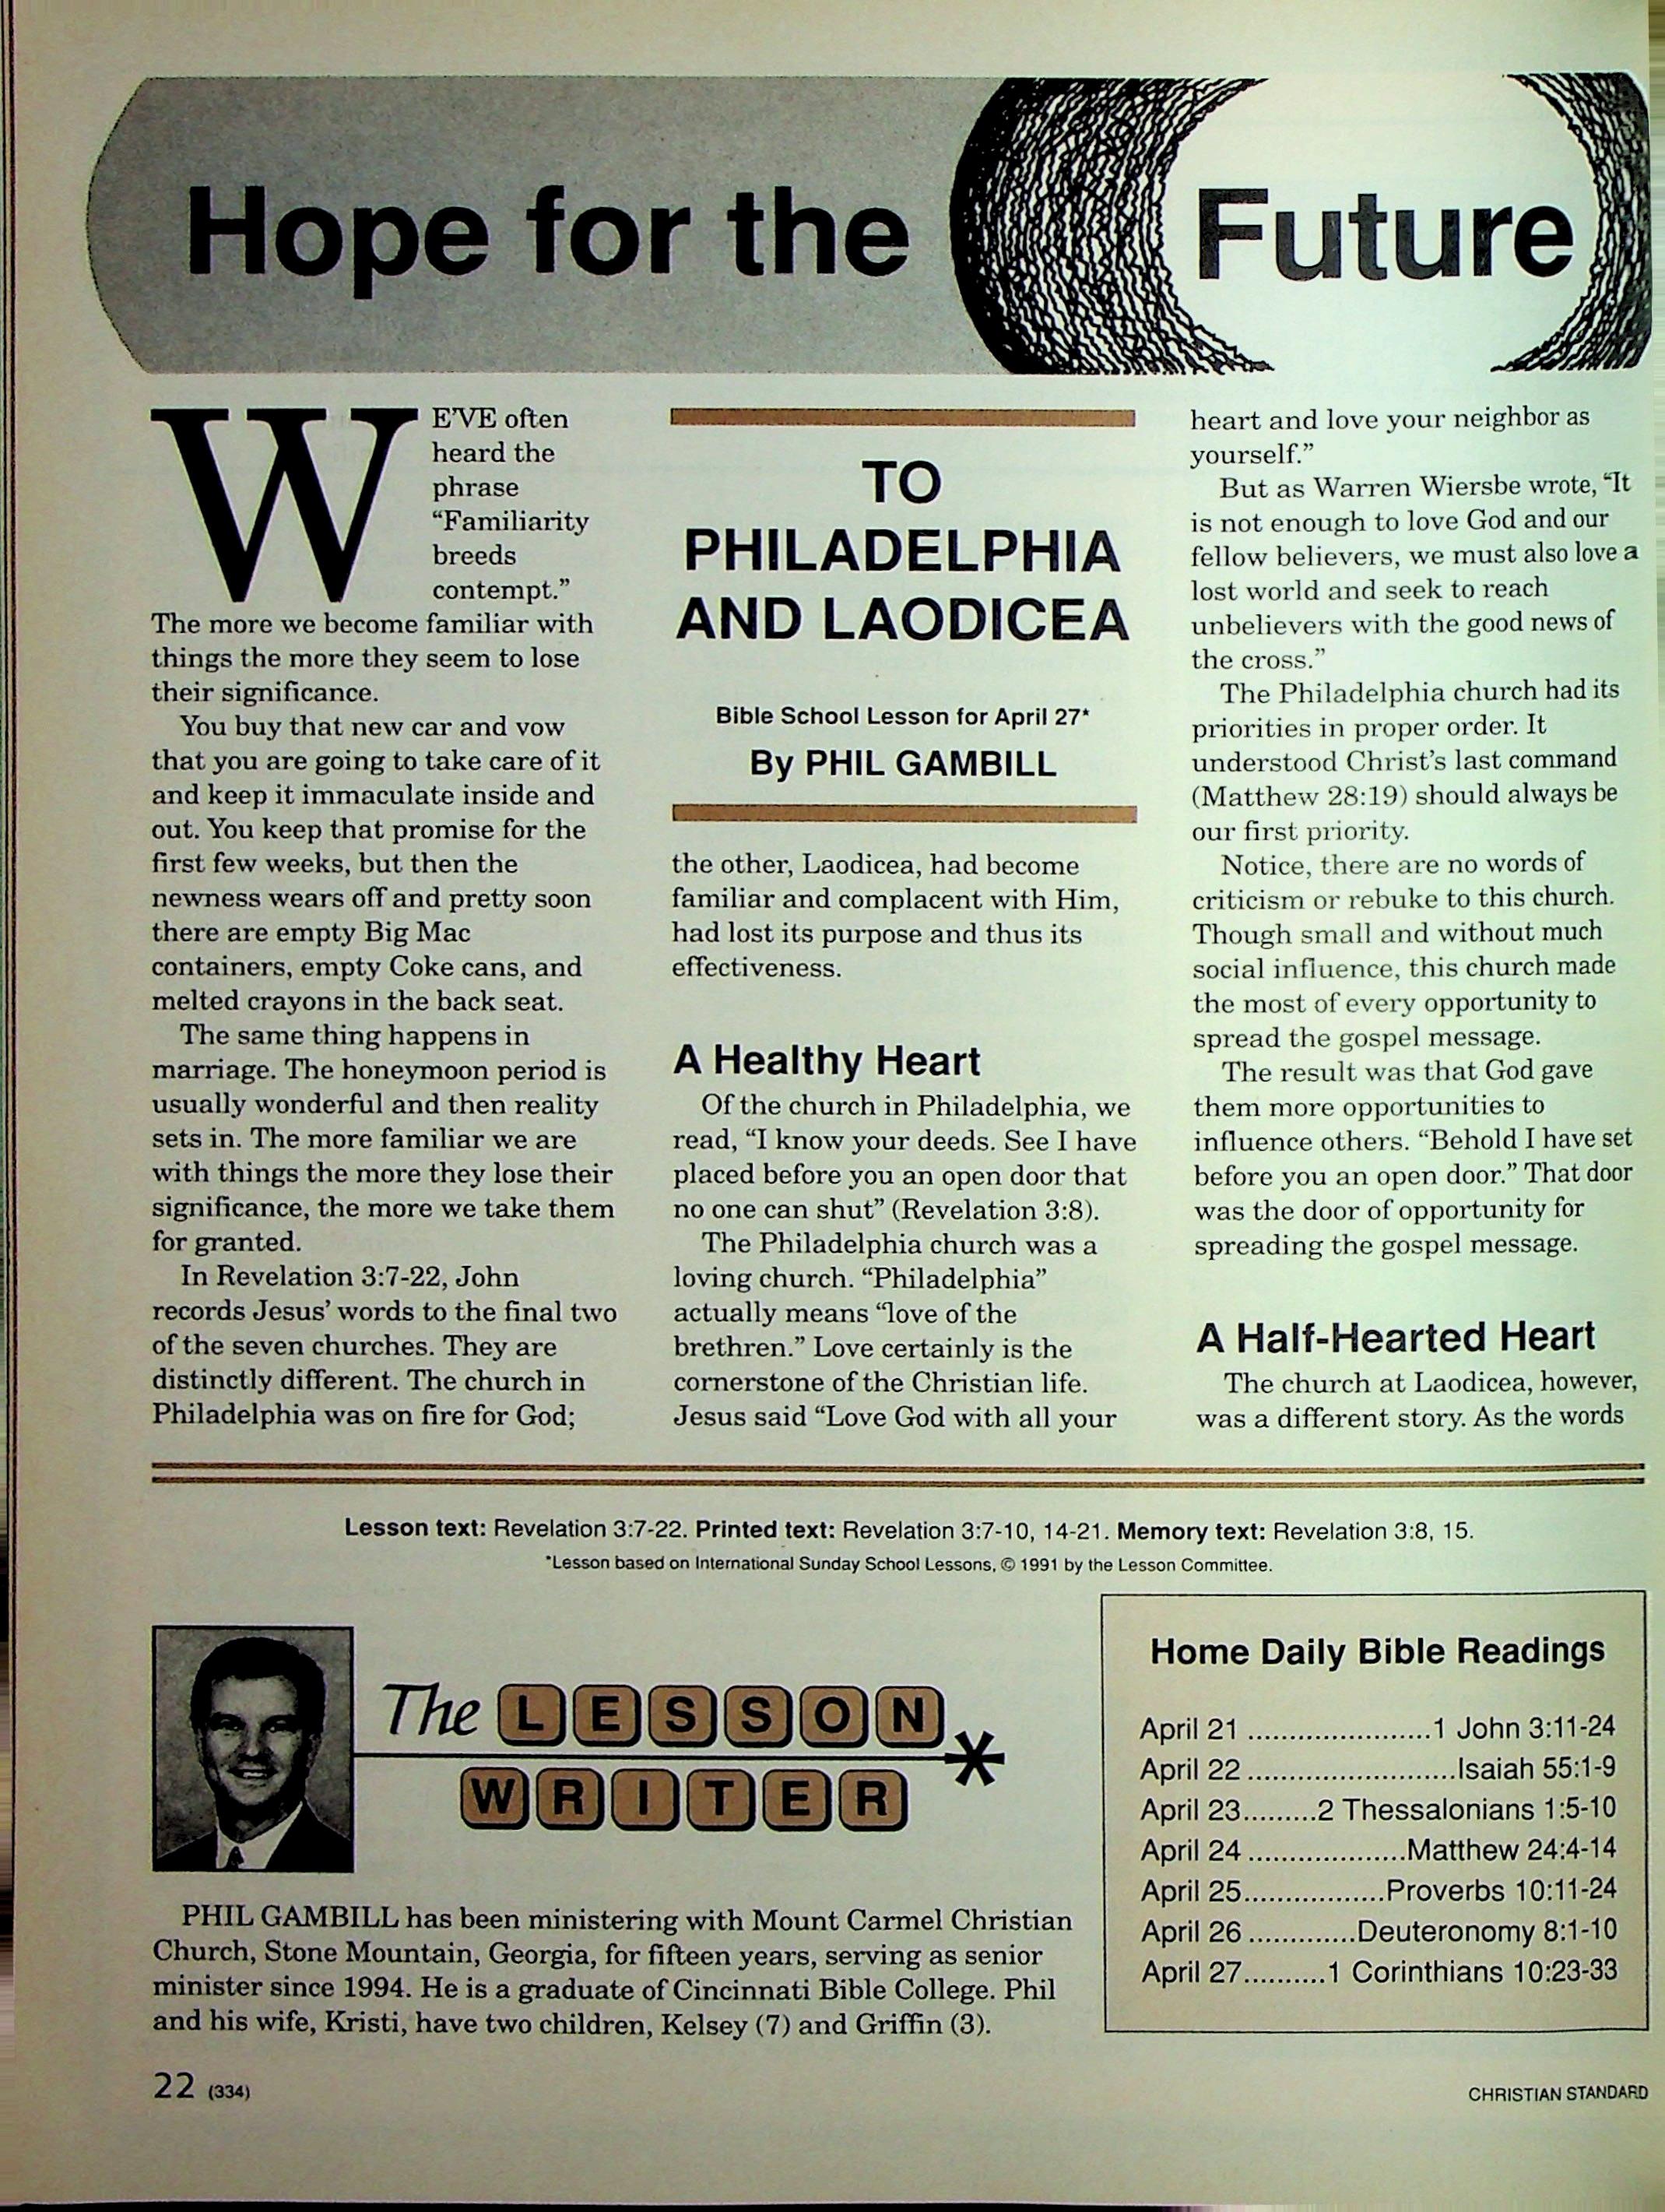 Hope for the Future
WE'VE often
heard the
phrase
“Familiarity
breeds
contempt.”
The more we become familiar with
things the more they seem to lose
their significance.
You buy that new car and vow
that you are going to take care of it
and keep it immaculate inside and
out. You keep that promise for the
first few weeks, but then the
newness wears off and pretty soon
there are empty Big Mac
containers, empty Coke cans, and
melted crayons in the back seat.
The same thing happens in
marriage. The honeymoon period is
usually wonderful and then reality
sets in. The more familiar we are
with things the more they lose their
significance, the more we take them
for granted.
In Revelation 3:7-22, John
records Jesus’ words to the final two
of the seven churches. They are
distinctly different. The church in
Philadelphia was on fire for God;
TO
PHILADELPHIA
AND LAODICEA
Bible School Lesson for April 27*
By PHIL GAMBILL
the other, Laodicea, had become
familiar and complacent with Him,
had lost its purpose and thus its
effectiveness.
A Healthy Heart
Of the church in Philadelphia, we
read, “I know your deeds. See I have
placed before you an open door that
no one can shut” (Revelation 3:8).
The Philadelphia church was a
loving church. “Philadelphia”
actually means “love of the
brethren.” Love certainly is the
cornerstone of the Christian life.
Jesus said “Love God with all your
heart and love your neighbor as
yourself.”
But as Warren Wiersbe wrote, “It
is not enough to love God and our
fellow believers, we must also love a
lost world and seek to reach
unbelievers with the good news of
the cross.”
The Philadelphia church had its
priorities in proper order. It
understood Christ’s last command
(Matthew 28:19) should always be
our first priority.
Notice, there are no words of
criticism or rebuke to this church.
Though small and without much
social influence, this church made
the most of every opportunity to
spread the gospel message.
The result was that God gave
them more opportunities to
influence others. “Behold I have set
before you an open door.” That door
was the door of opportunity for
spreading the gospel message.
A Half-Hearted Heart
The church at Laodicea, however,
was a different story. As the words
Lesson text: Revelation 3:7-22. Printed text: Revelation 3:7-10, 14-21. Memory text: Revelation 3:8, 15.
*Lesson based on International Sunday School Lessons, © 1991 by the Lesson Committee.
The LESSON
WRITER*
PHIL GAMBILL has been ministering with Mount Carmel Christian
Church, Stone Mountain, Georgia, for fifteen years, serving as senior
minister since 1994. He is a graduate of Cincinnati Bible College. Phil
and his wife, Kristi, have two children, Kelsey (7) and Griffin (3).
Home Daily Bible Readings
April 21 ......................1 John 3:11-24
April 22 .........................Isaiah 55:1-9
April 23.........2 Thessalonians 1:5-10
April 24 ...................Matthew 24:4-14
April 25.................Proverbs 10:11-24
April 26 .............Deuteronomy 8:1-10
April 27..........1 Corinthians 10:23-33
22 (334)
CHRISTIAN STANDARD